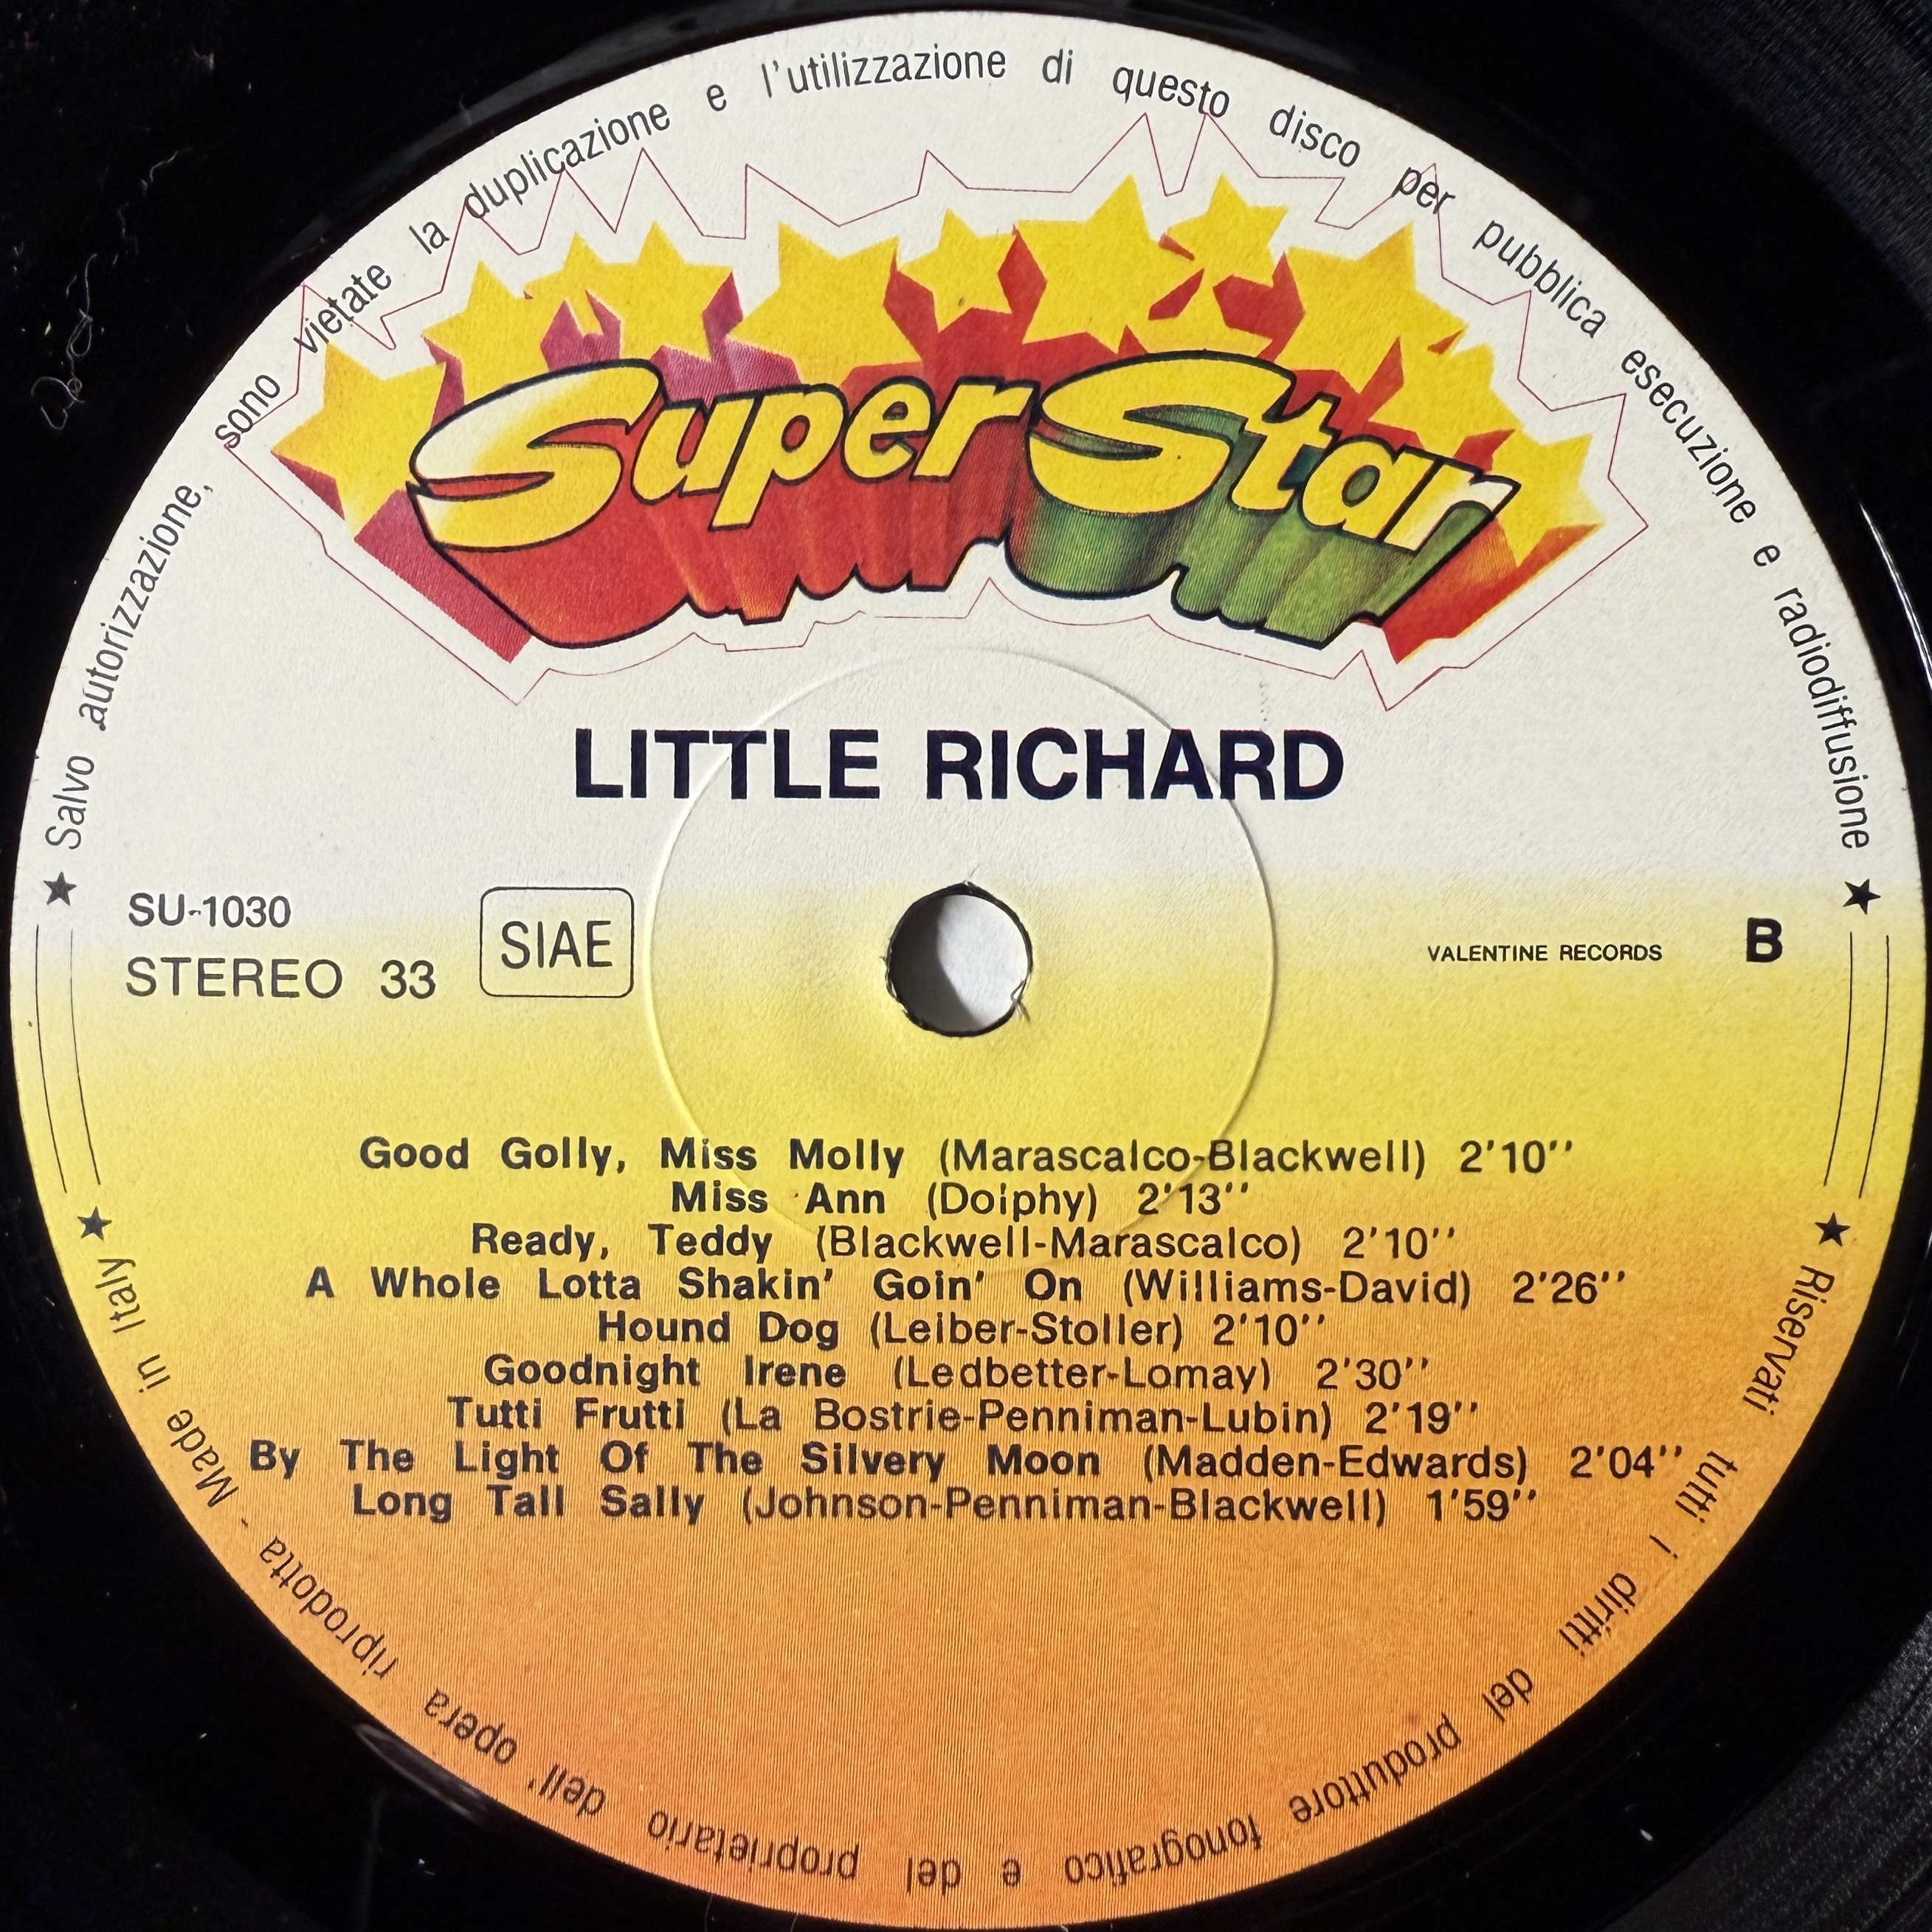 ★ Salvo autorizzazione, sono vietate la duplicazione e l'utilizzazione di questo disco per pubblica esecuzione e radiodiffusione ★
SuperStar
LITTLE RICHARD
SU-1030
STEREO 33
SIAE
VALENTINE RECORDS
B
Good Golly, Miss Molly (Marascalco-Blackwell) 2'10''
Miss Ann (Dolphy) 2'13''
Ready, Teddy (Blackwell-Marascalco) 2'10''
A Whole Lotta Shakin' Goin' On (Williams-David) 2'26''
Hound Dog (Leiber-Stoller) 2'10''
Goodnight Irene (Ledbetter-Lomay) 2'30''
Tutti Frutti (La Bostrie-Penniman-Lubin) 2'19''
By The Light Of The Silvery Moon (Madden-Edwards) 2'04''
Long Tall Sally (Johnson-Penniman-Blackwell) 1'59''
★ Riservati tutti i diritti del produttore fonografico e del proprietario dell' opera riprodotta - Made in Italy ★